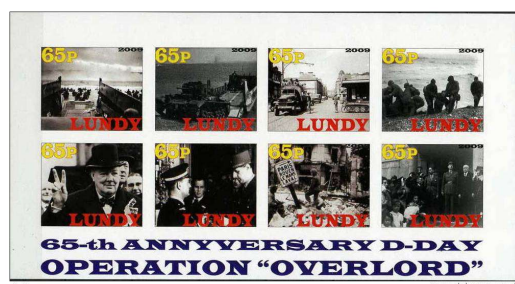 65P 2009 65P 2009 65P 2009 65P 2009
LUNDY LUNDY LUNDY LUNDY
65P 65P 65P 65P 2009
LUNDY LUNDY LUNDY LUNDY
65-th ANNYVERSARY D-DAY
OPERATION “OVERLORD”